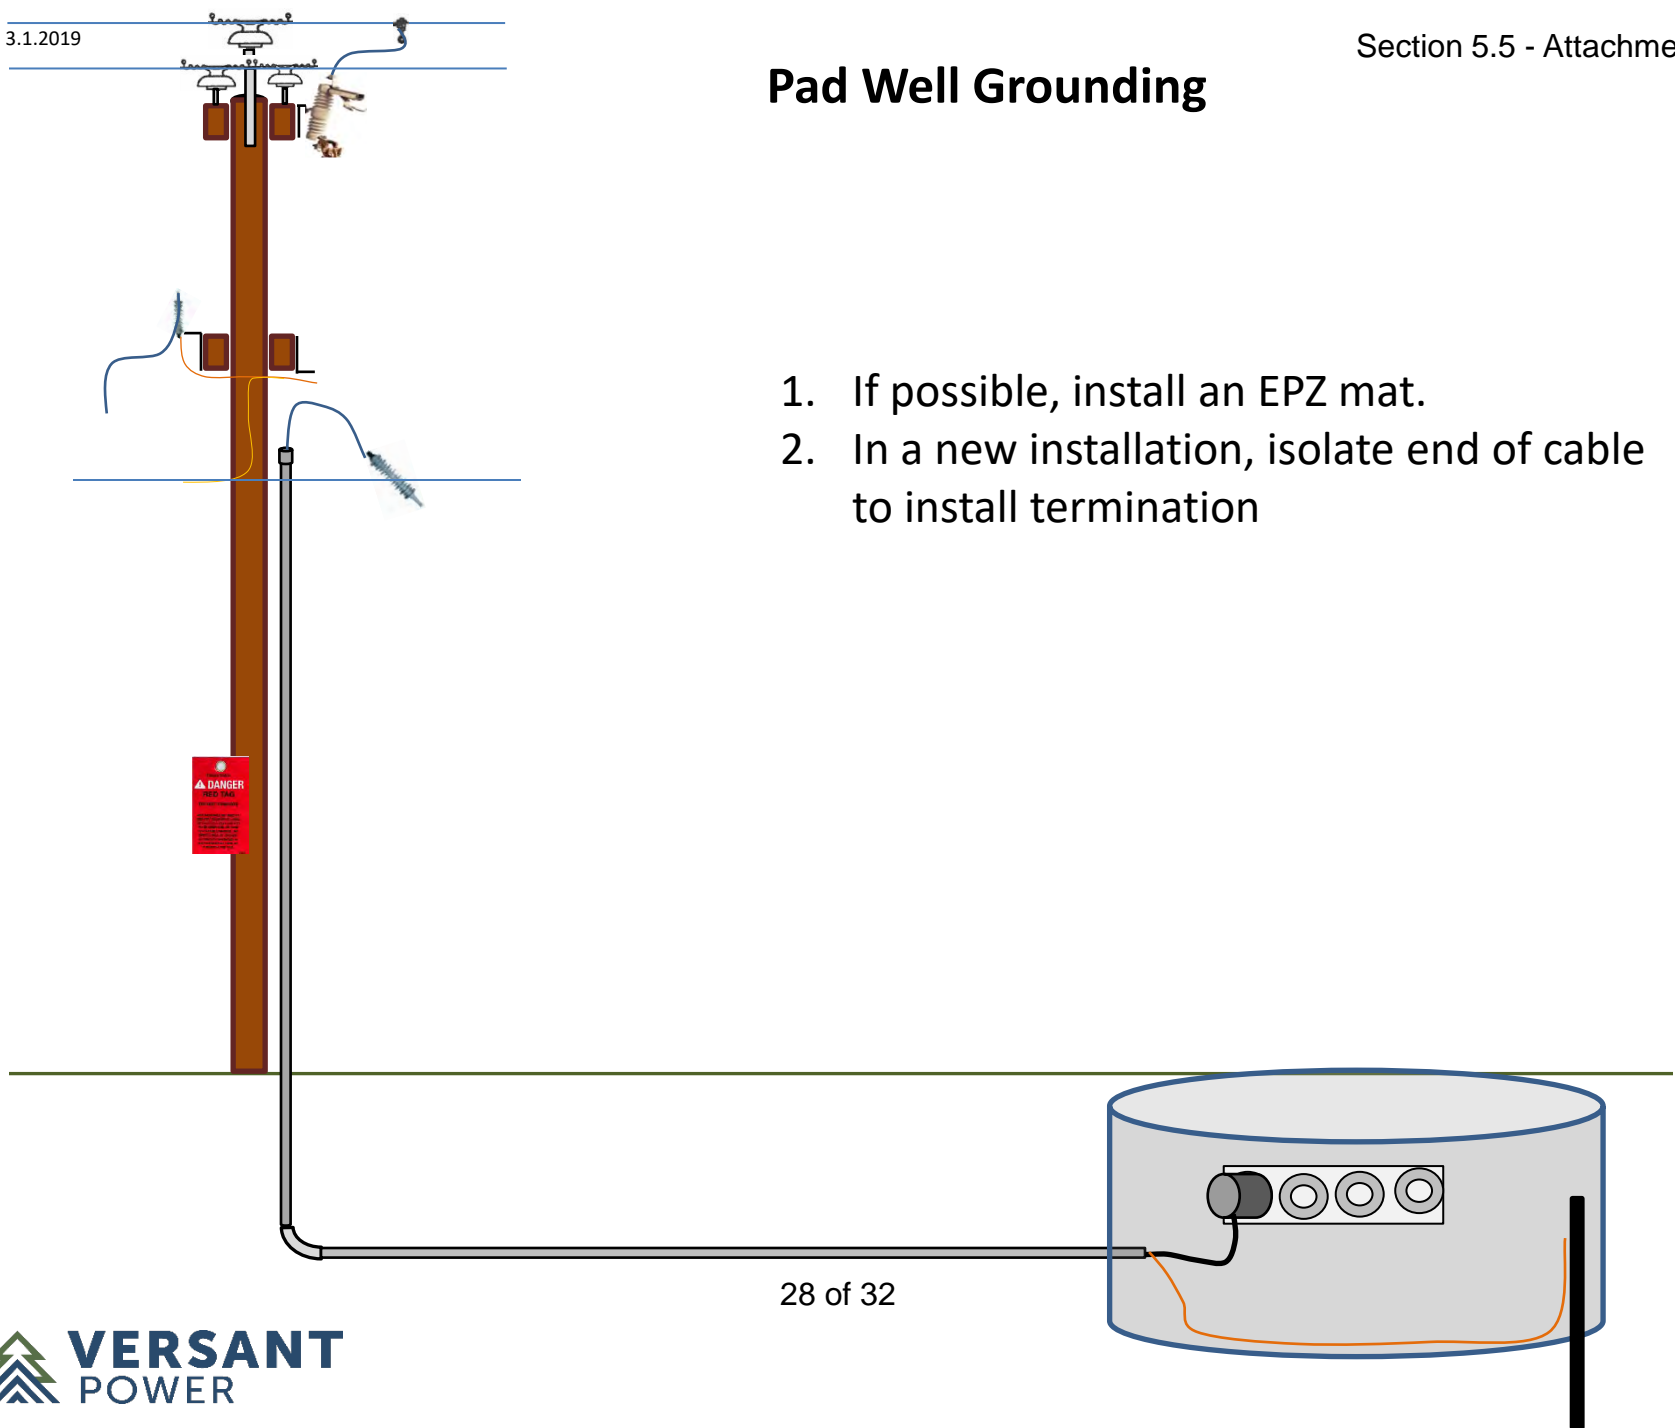 3.1.2019
Section 5.5 - Attachme
Pad Well Grounding
1. If possible, install an EPZ mat.
2. In a new installation, isolate end of cable
to install termination
DANGER
RED TAG
28 of 32
VERSANT
POWER